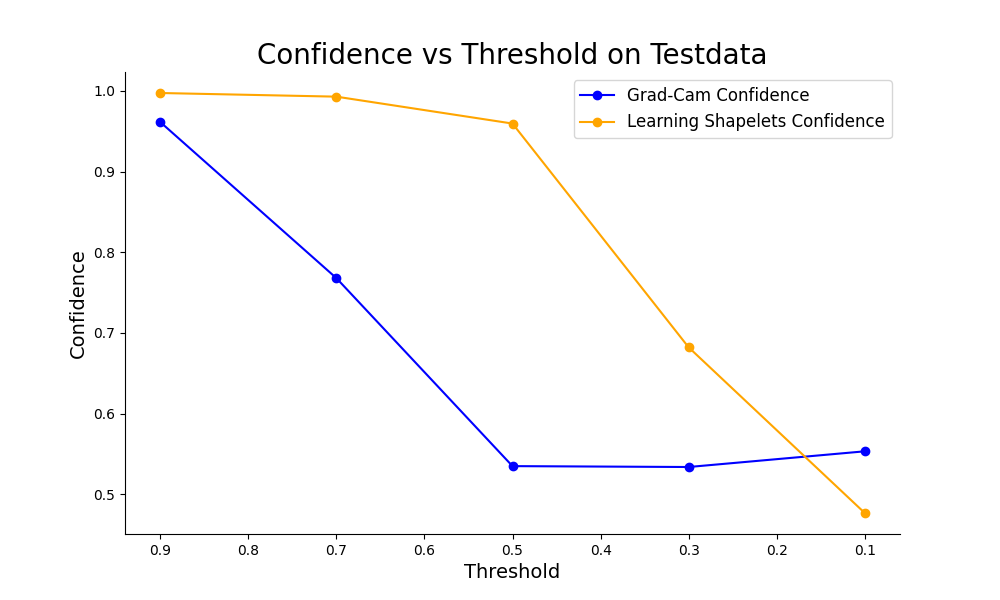 Confidence vs Threshold on Testdata
Grad-Cam Confidence
Learning Shapelets Confidence
1.0
0.9
0.8
0.7
0.6
0.5
Confidence
0.9 0.8 0.7 0.6 0.5 0.4 0.3 0.2 0.1
Threshold